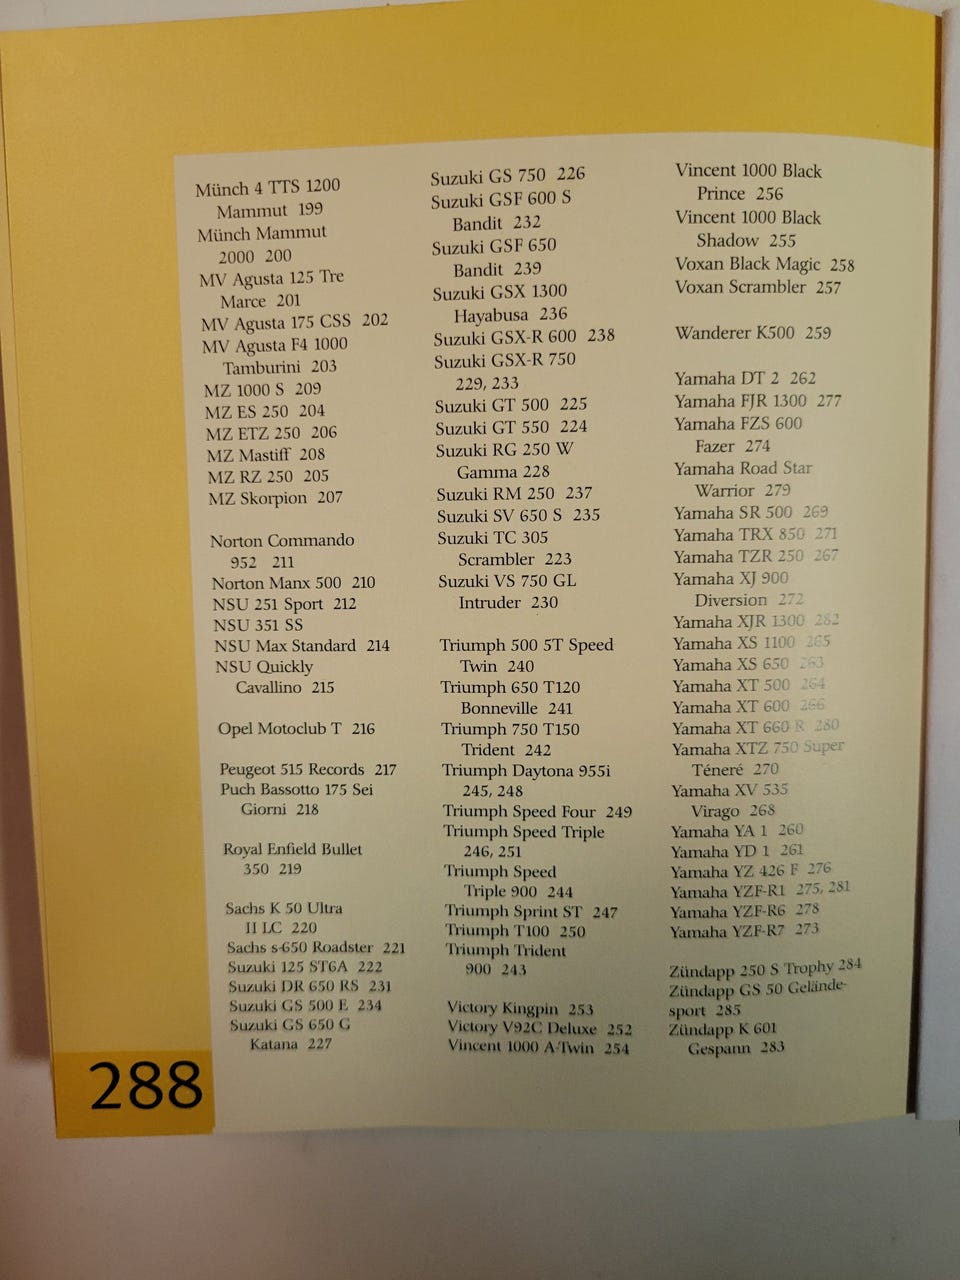 Münch 4 TTS 1200
Mammut 199
Münch Mammut
2000 200
MV Agusta 125 Tre
Marce 201
MV Agusta 175 CSS 202
MV Agusta F4 1000
Tamburini 203
MZ 1000 S 209
MZ ES 250 204
MZ ETZ 250 206
MZ Mastiff 208
MZ RZ 250 205
MZ Skorpion 207
Norton Commando
952 211
Norton Manx 500 210
NSU 251 Sport 212
NSU 351 SS
NSU Max Standard 214
NSU Quickly
Cavallino 215
Opel Motoclub T 216
Peugeot 515 Records 217
Puch Bassotto 175 Sei
Giorni 218
Royal Enfield Bullet
350 219
Sachs K 50 Ultra
II LC 220
Sachs s-650 Roadster 221
Suzuki 125 ST6A 222
Suzuki DR 650 RS 231
Suzuki GS 500 E 234
Suzuki GS 650 G
Katana 227
Suzuki GS 750 226
Suzuki GSF 600 S
Bandit 232
Suzuki GSF 650
Bandit 239
Suzuki GSX 1300
Hayabusa 236
Suzuki GSX-R 600 238
Suzuki GSX-R 750
229, 233
Suzuki GT 500 225
Suzuki GT 550 224
Suzuki RG 250 W
Gamma 228
Suzuki RM 250 237
Suzuki SV 650 S 235
Suzuki TC 305
Scrambler 223
Suzuki VS 750 GL
Intruder 230
Triumph 500 5T Speed
Twin 240
Triumph 650 T120
Bonneville 241
Triumph 750 T150
Trident 242
Triumph Daytona 955i
245, 248
Triumph Speed Four 249
Triumph Speed Triple
246, 251
Triumph Speed
Triple 900 244
Triumph Sprint ST 247
Triumph T100 250
Triumph Trident
900 243
Victory Kingpin 253
Victory V92C Deluxe 252
Vincent 1000 A-Twin 254
Vincent 1000 Black
Prince 256
Vincent 1000 Black
Shadow 255
Voxan Black Magic 258
Voxan Scrambler 257
Wanderer K500 259
Yamaha DT 2 262
Yamaha FJR 1300 277
Yamaha FZS 600
Fazer 274
Yamaha Road Star
Warrior 279
Yamaha SR 500 269
Yamaha TRX 850 271
Yamaha TZR 250 267
Yamaha XJ 900
Diversion 272
Yamaha XJR 1300 282
Yamaha XS 1100 265
Yamaha XS 650 263
Yamaha XT 500 264
Yamaha XT 600 266
Yamaha XT 660 R 280
Yamaha XTZ 750 Super
Téneré 270
Yamaha XV 535
Virago 268
Yamaha YA 1 260
Yamaha YD 1 261
Yamaha YZ 426 F 276
Yamaha YZF-R1 275, 281
Yamaha YZF-R6 278
Yamaha YZF-R7 273
Zündapp 250 S Trophy 284
Zündapp GS 50 Gelände-
sport 285
Zündapp K 601
Gespann 283
288